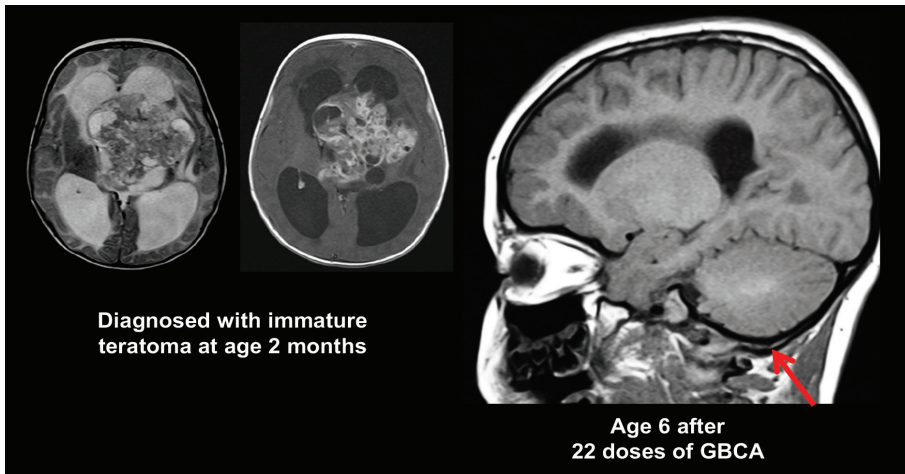 Diagnosed with immature
teratoma at age 2 months
Age 6 after
22 doses of GBCA